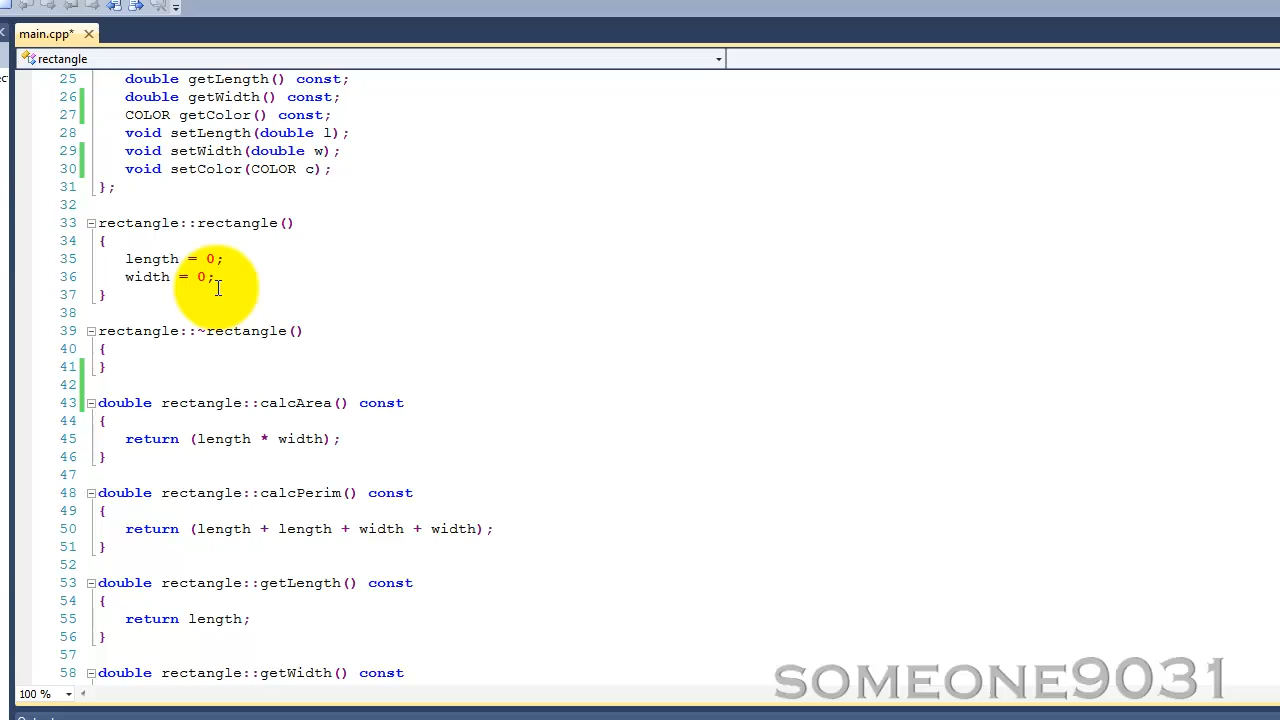 main.cpp*
rectangle
25 double getLength() const;
26 double getWidth() const;
27 COLOR getColor() const;
28 void setLength(double l);
29 void setWidth(double w);
30 void setColor(COLOR c);
31 };
32
33 rectangle::rectangle()
34 {
35 length = 0;
36 width = 0;
37 }
38
39 rectangle::~rectangle()
40 {
41 }
42
43 double rectangle::calcArea() const
44 {
45 return (length * width);
46 }
47
48 double rectangle::calcPerim() const
49 {
50 return (length + length + width + width);
51 }
52
53 double rectangle::getLength() const
54 {
55 return length;
56 }
57
58 double rectangle::getWidth() const
100 %
SOMEONE9031